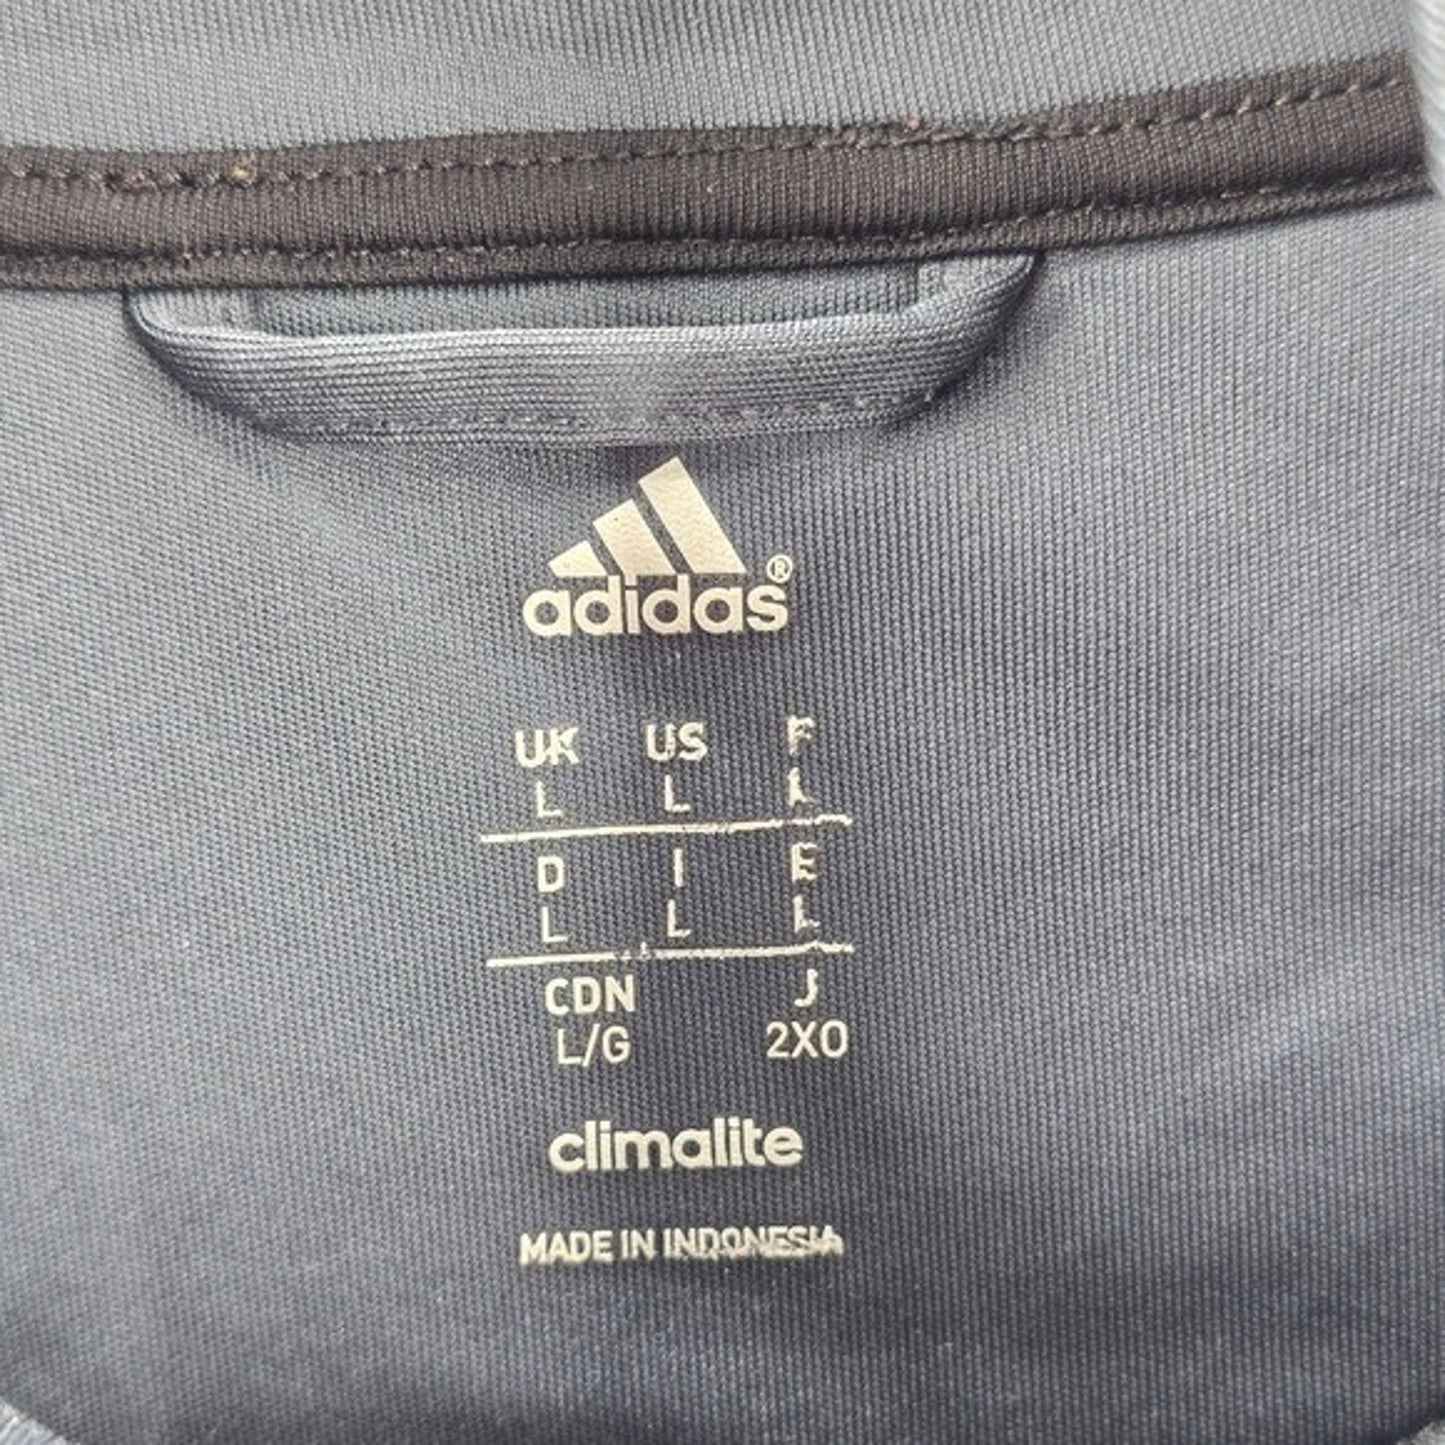 adidas®
UK US F
L L L
D I E
L L L
CDN J
L/G 2XO
climalite
MADE IN INDONESIA